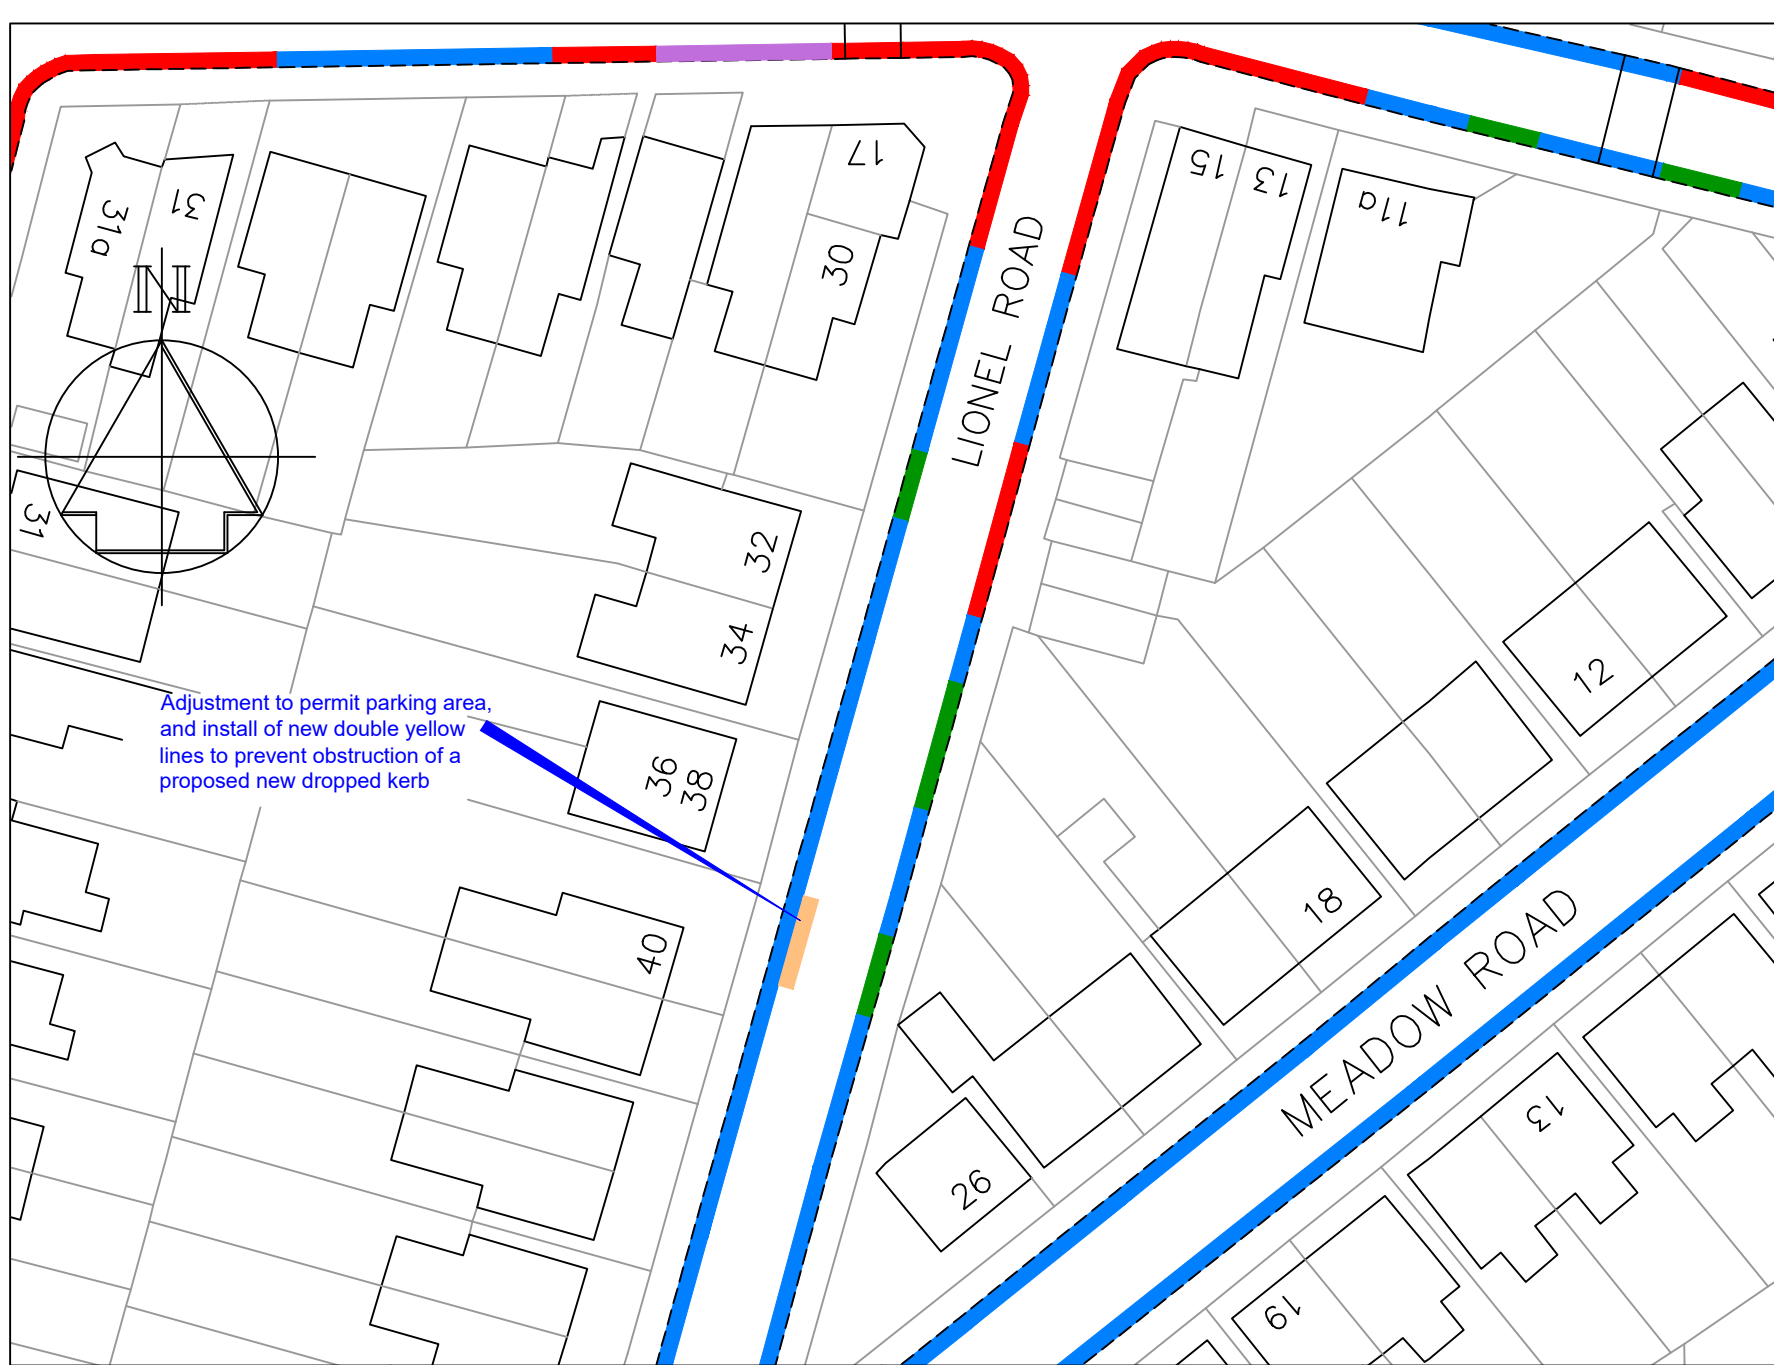 17
15
13
11a
31
31a
30
N
LIONEL ROAD
31
32
34
Adjustment to permit parking area,
and install of new double yellow
lines to prevent obstruction of a
proposed new dropped kerb
36
38
12
40
18
MEADOW ROAD
13
26
19